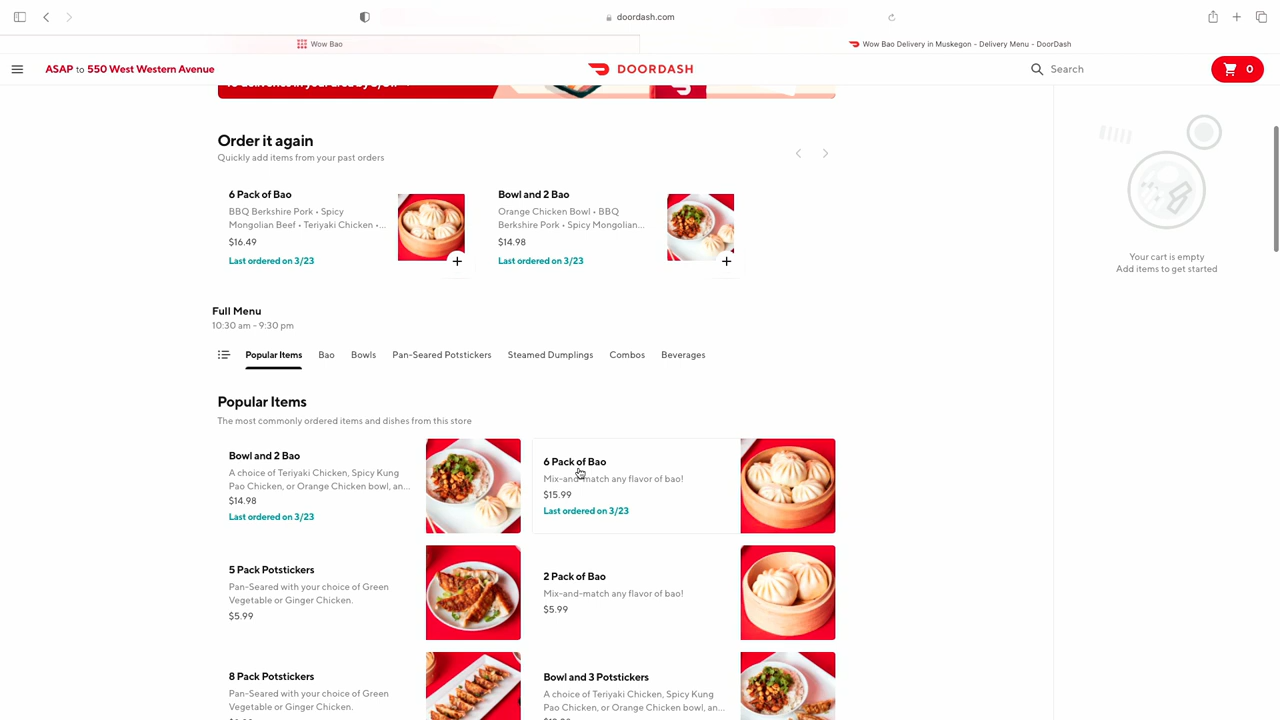 doordash.com
Wow Bao
Wow Bao Delivery in Muskegon - Delivery Menu - DoorDash
ASAP to 550 West Western Avenue
DOORDASH
Search
0
Order it again
Quickly add items from your past orders
6 Pack of Bao
BBQ Berkshire Pork • Spicy
Mongolian Beef • Teriyaki Chicken •...
$16.49
Last ordered on 3/23
Bowl and 2 Bao
Orange Chicken Bowl • BBQ
Berkshire Pork • Spicy Mongolian...
$14.98
Last ordered on 3/23
Your cart is empty
Add items to get started
Full Menu
10:30 am - 9:30 pm
Popular Items
Bao
Bowls
Pan-Seared Potstickers
Steamed Dumplings
Combos
Beverages
Popular Items
The most commonly ordered items and dishes from this store
Bowl and 2 Bao
A choice of Teriyaki Chicken, Spicy Kung
Pao Chicken, or Orange Chicken bowl, an...
$14.98
Last ordered on 3/23
6 Pack of Bao
Mix-and-match any flavor of bao!
$15.99
Last ordered on 3/23
5 Pack Potstickers
Pan-Seared with your choice of Green
Vegetable or Ginger Chicken.
$5.99
2 Pack of Bao
Mix-and-match any flavor of bao!
$5.99
8 Pack Potstickers
Pan-Seared with your choice of Green
Vegetable or Ginger Chicken.
Bowl and 3 Potstickers
A choice of Teriyaki Chicken, Spicy Kung
Pao Chicken, or Orange Chicken bowl, an...